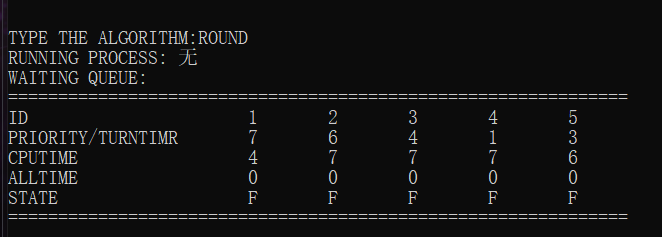 TYPE THE ALGORITHM:ROUND
RUNNING PROCESS: 无
WAITING QUEUE:
==============================================================
ID 1 2 3 4 5
PRIORITY/TURNTIMR 7 6 4 1 3
CPUTIME 4 7 7 7 6
ALLTIME 0 0 0 0 0
STATE F F F F F
==============================================================